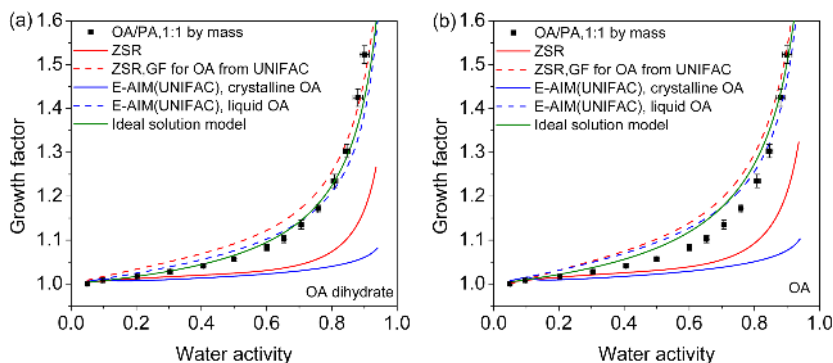 (a)
OA/PA,1:1 by mass
ZSR
ZSR,GF for OA from UNIFAC
E-AIM(UNIFAC), crystalline OA
E-AIM(UNIFAC), liquid OA
Ideal solution model
Growth factor
1.6
1.5
1.4
1.3
1.2
1.1
1.0
OA dihydrate
0.0 0.2 0.4 0.6 0.8 1.0
Water activity
(b)
OA/PA,1:1 by mass
ZSR
ZSR,GF for OA from UNIFAC
E-AIM(UNIFAC), crystalline OA
E-AIM(UNIFAC), liquid OA
Ideal solution model
Growth factor
1.6
1.5
1.4
1.3
1.2
1.1
1.0
OA
0.0 0.2 0.4 0.6 0.8 1.0
Water activity